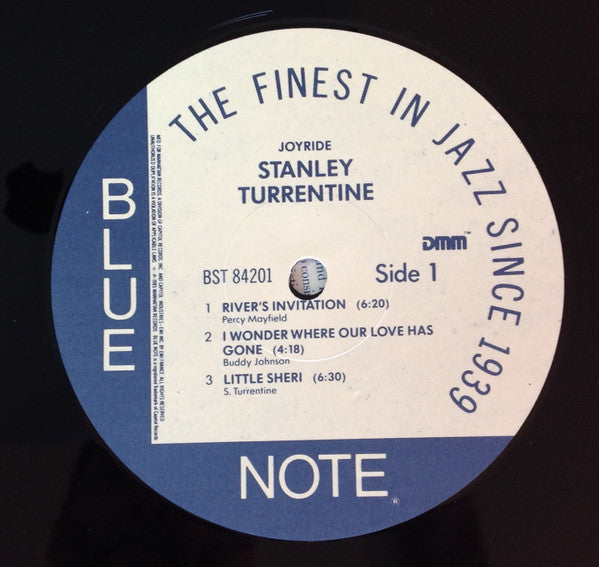 THE FINEST IN JAZZ SINCE 1939
JOYRIDE
STANLEY
TURRENTINE
BLUE
DMM™
BST 84201
Side 1
1 RIVER'S INVITATION (6:20)
Percy Mayfield
2 I WONDER WHERE OUR LOVE HAS
GONE (4:18)
Buddy Johnson
3 LITTLE SHERI (6:30)
S. Turrentine
NOTE®